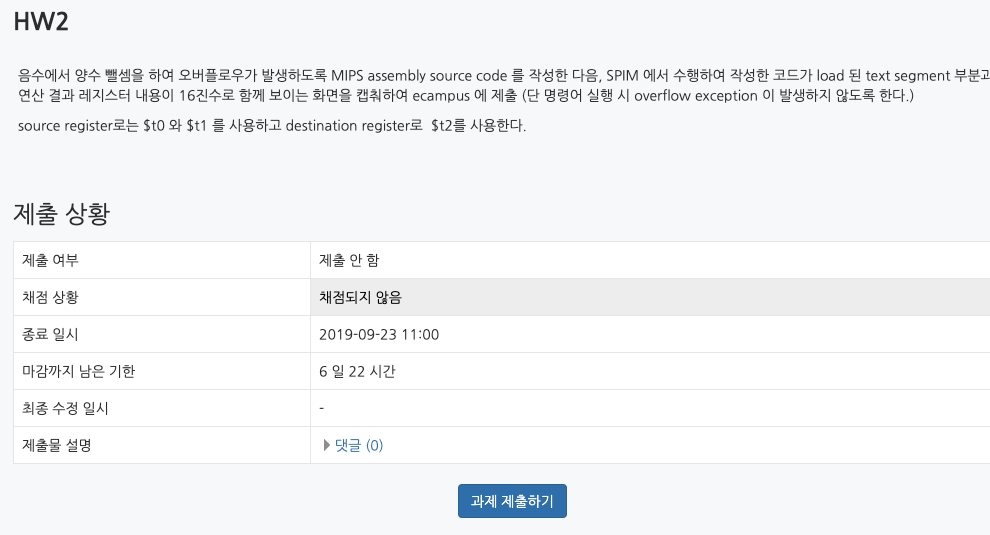 HW2
음수에서 양수 뺄셈을 하여 오버플로우가 발생하도록 MIPS assembly source code 를 작성한 다음, SPIM 에서 수행하여 작성한 코드가 load 된 text segment 부분과
연산 결과 레지스터 내용이 16진수로 함께 보이는 화면을 캡춰하여 ecampus 에 제출 (단 명령어 실행 시 overflow exception 이 발생하지 않도록 한다.)
source register로는 $t0 와 $t1 를 사용하고 destination register로 $t2를 사용한다.
제출 상황
제출 여부 제출 안 함
채점 상황 채점되지 않음
종료 일시 2019-09-23 11:00
마감까지 남은 기한 6 일 22 시간
최종 수정 일시 -
제출물 설명 댓글 (0)
과제 제출하기